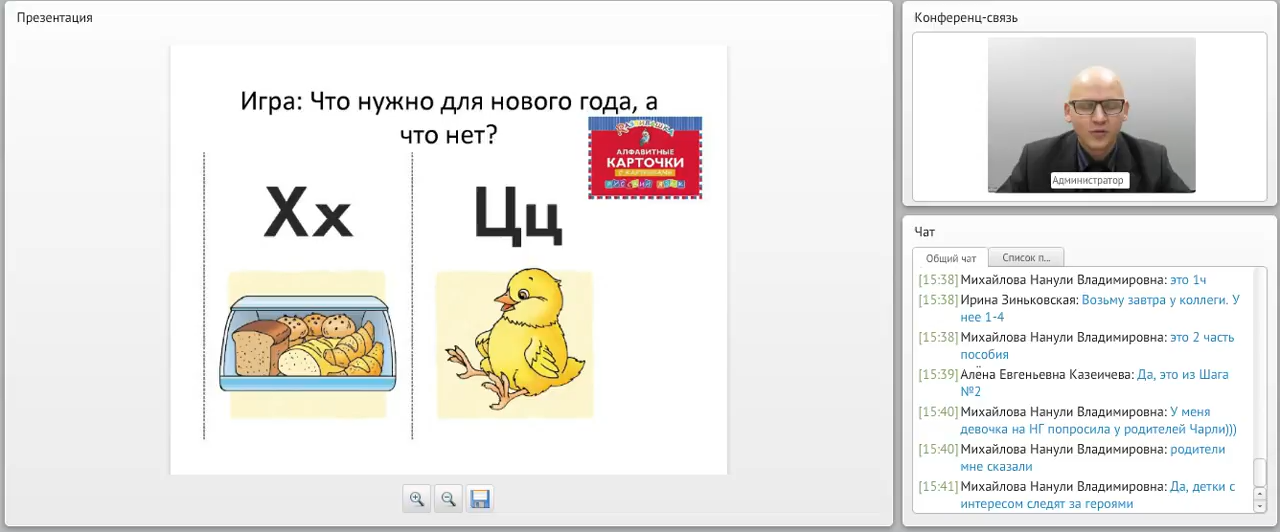 Презентация
Игра: Что нужно для нового года, а
что нет?
РАЗВИВАШКА
АЛФАВИТНЫЕ
КАРТОЧКИ
С КАРТИНКАМИ
РУССКИЙ ЯЗЫК
Хх
Цц
Конференц-связь
Администратор
Чат
Общий чат
Список п...
[15:38] Михайлова Нанули Владимировна: это 1ч
[15:38] Ирина Зиньковская: Возьму завтра у коллеги. У
нее 1-4
[15:38] Михайлова Нанули Владимировна: это 2 часть
пособия
[15:39] Алёна Евгеньевна Казеичева: Да, это из Шага
№2
[15:40] Михайлова Нанули Владимировна: У меня
девочка на НГ попросила у родителей Чарли)))
[15:40] Михайлова Нанули Владимировна: родители
мне сказали
[15:41] Михайлова Нанули Владимировна: Да, детки с
интересом следят за героями